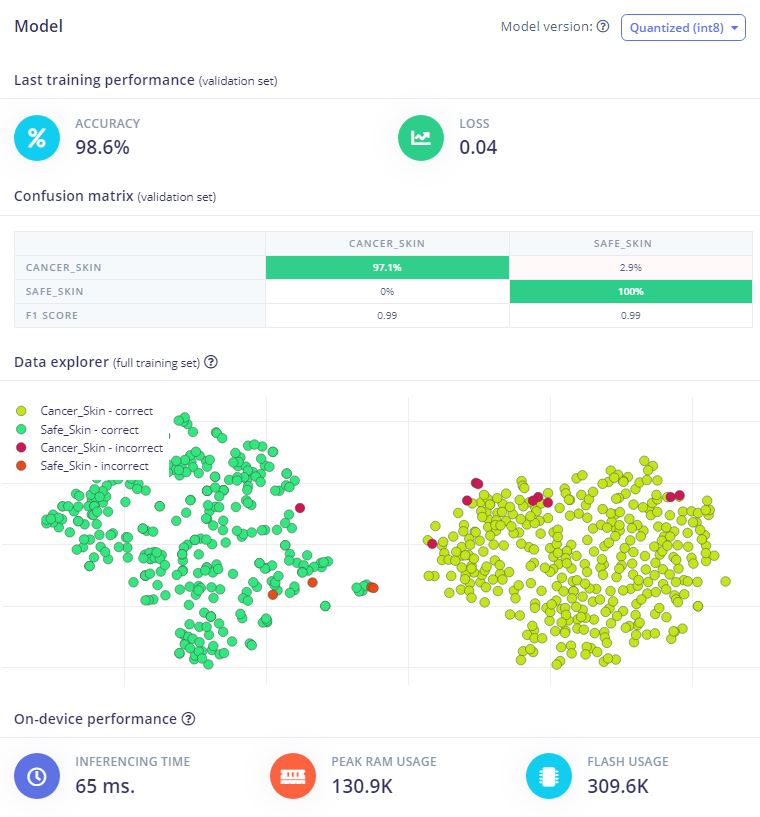 Model
Model version:
Quantized (int8)
Last training performance (validation set)
ACCURACY
98.6%
LOSS
0.04
Confusion matrix (validation set)
CANCER_SKIN SAFE_SKIN
CANCER_SKIN 97.1% 2.9%
SAFE_SKIN 0% 100%
F1 SCORE 0.99 0.99
Data explorer (full training set) ?
Cancer_Skin - correct
Safe_Skin - correct
Cancer_Skin - incorrect
Safe_Skin - incorrect
On-device performance ?
INFERENCING TIME
65 ms.
PEAK RAM USAGE
130.9K
FLASH USAGE
309.6K